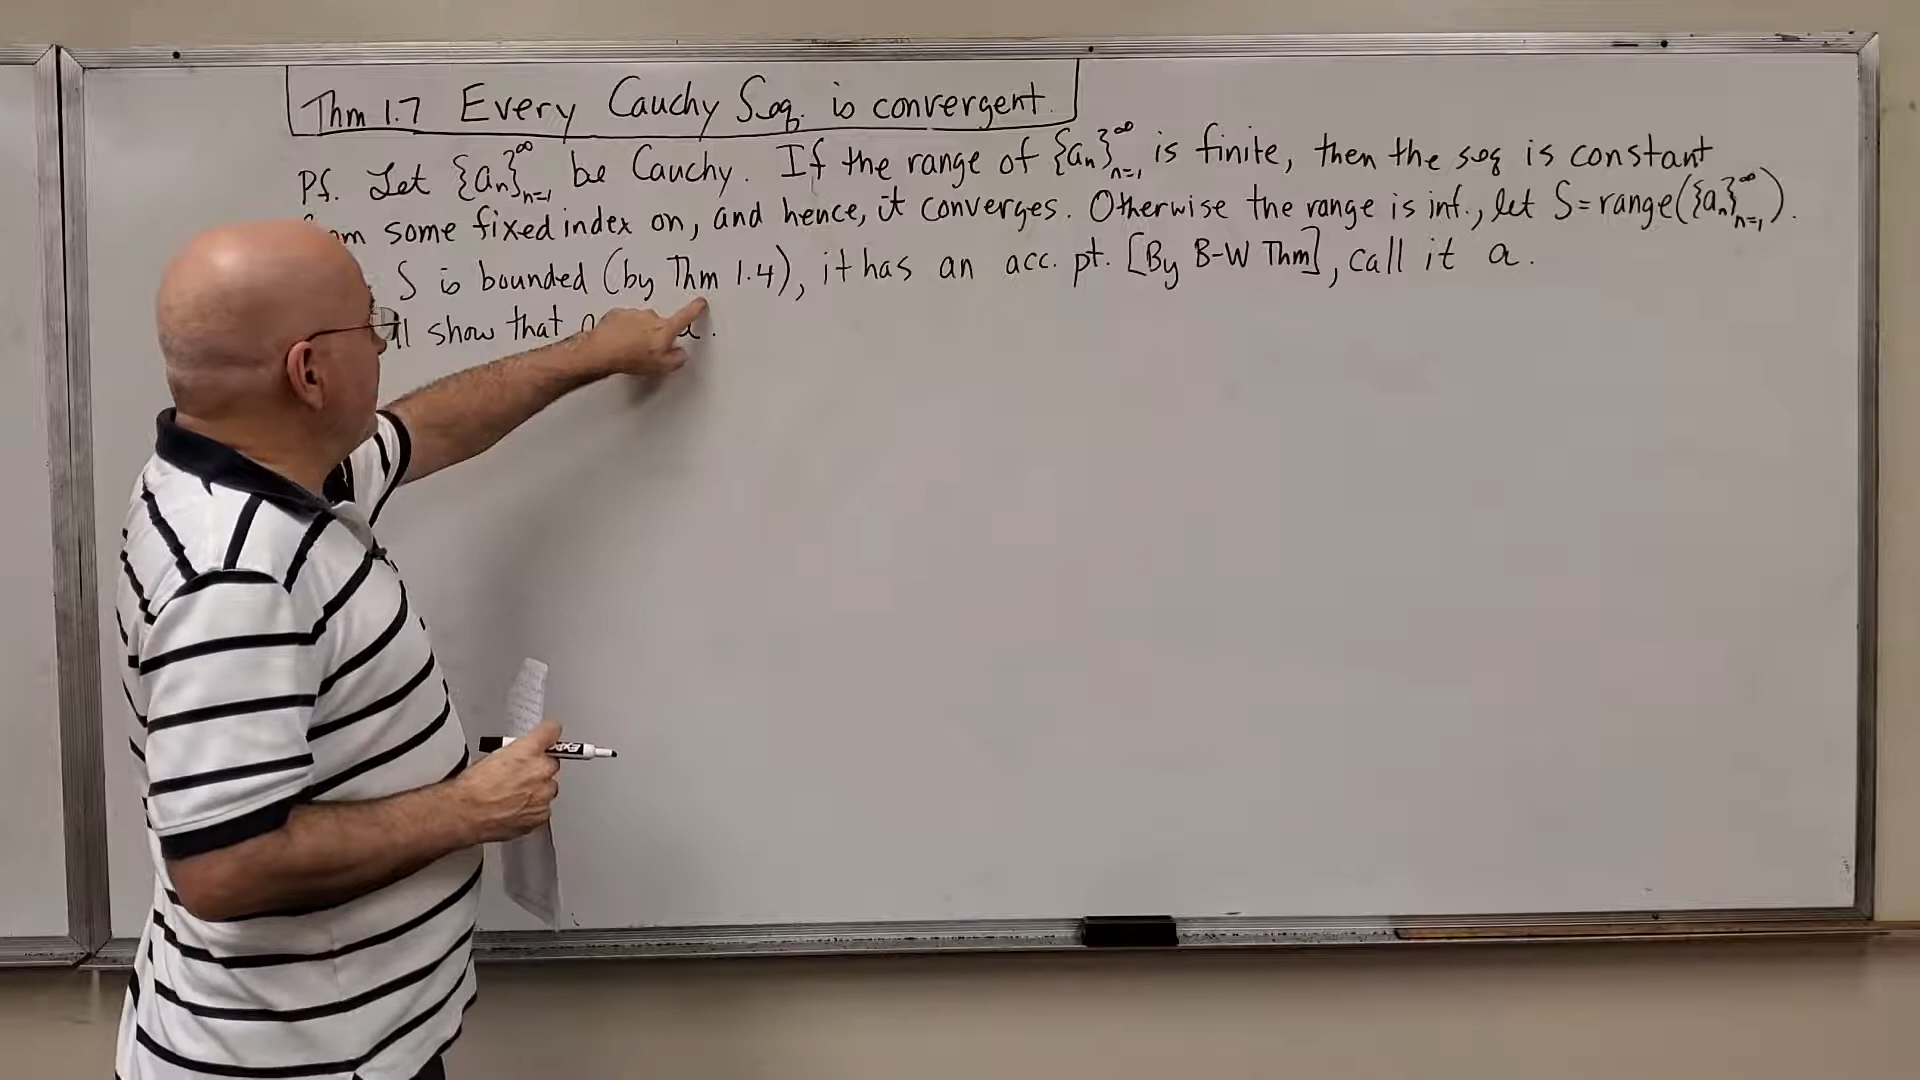 Thm 1.7 Every Cauchy Seq. is convergent.
Pf. Let {aₙ}ₙ₌₁^∞ be Cauchy. If the range of {aₙ}ₙ₌₁^∞ is finite, then the seq is constant
some fixed index on, and hence, it converges. Otherwise the range is inf., let S = range({aₙ}ₙ₌₁^∞).
S is bounded (by Thm 1.4), it has an acc. pt. [By B-W Thm], call it a.
show that a.
EXPO